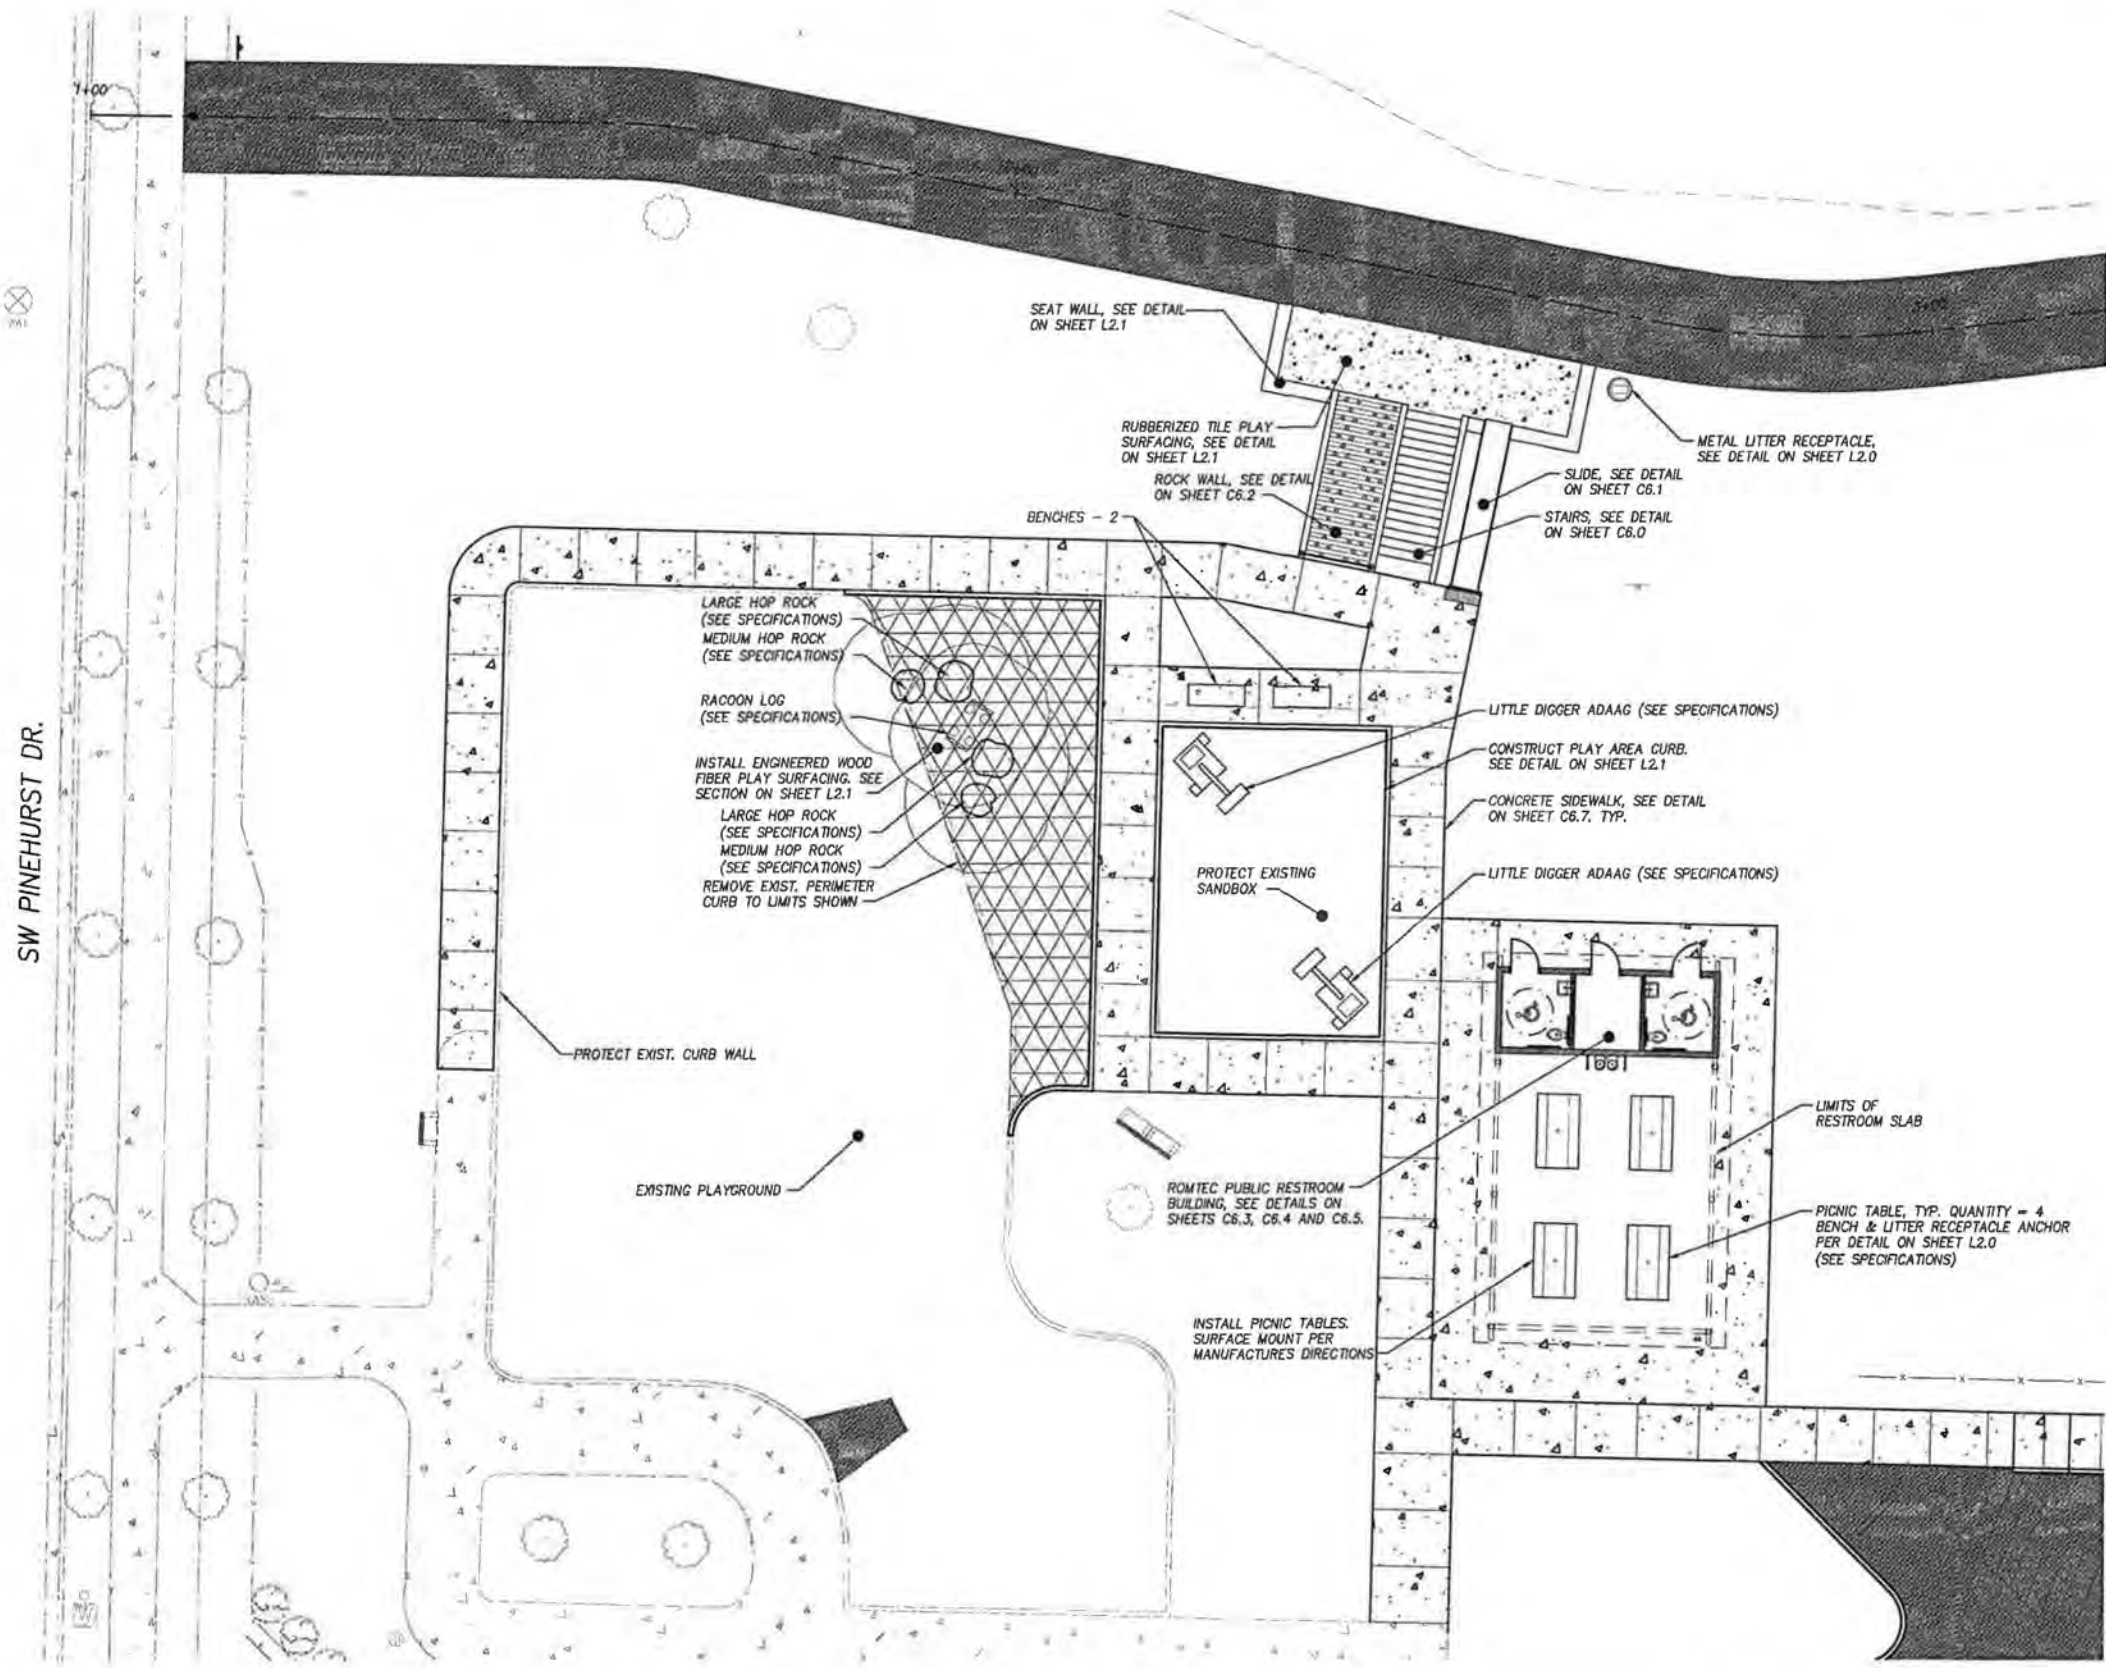 1+00
SW PINEHURST DR.
3+00
SEAT WALL, SEE DETAIL
ON SHEET L2.1
RUBBERIZED TILE PLAY
SURFACING, SEE DETAIL
ON SHEET L2.1
ROCK WALL, SEE DETAIL
ON SHEET C6.2
BENCHES - 2
METAL LITTER RECEPTACLE,
SEE DETAIL ON SHEET L2.0
SLIDE, SEE DETAIL
ON SHEET C6.1
STAIRS, SEE DETAIL
ON SHEET C6.0
LARGE HOP ROCK
(SEE SPECIFICATIONS)
MEDIUM HOP ROCK
(SEE SPECIFICATIONS)
RACOON LOG
(SEE SPECIFICATIONS)
INSTALL ENGINEERED WOOD
FIBER PLAY SURFACING. SEE
SECTION ON SHEET L2.1
LARGE HOP ROCK
(SEE SPECIFICATIONS)
MEDIUM HOP ROCK
(SEE SPECIFICATIONS)
REMOVE EXIST. PERIMETER
CURB TO LIMITS SHOWN
LITTLE DIGGER ADAAG (SEE SPECIFICATIONS)
CONSTRUCT PLAY AREA CURB.
SEE DETAIL ON SHEET L2.1
CONCRETE SIDEWALK, SEE DETAIL
ON SHEET C6.7. TYP.
LITTLE DIGGER ADAAG (SEE SPECIFICATIONS)
PROTECT EXISTING
SANDBOX
PROTECT EXIST. CURB WALL
EXISTING PLAYGROUND
ROMTEC PUBLIC RESTROOM
BUILDING, SEE DETAILS ON
SHEETS C6.3, C6.4 AND C6.5.
LIMITS OF
RESTROOM SLAB
PICNIC TABLE, TYP. QUANTITY = 4
BENCH & LITTER RECEPTACLE ANCHOR
PER DETAIL ON SHEET L2.0
(SEE SPECIFICATIONS)
INSTALL PICNIC TABLES.
SURFACE MOUNT PER
MANUFACTURES DIRECTIONS